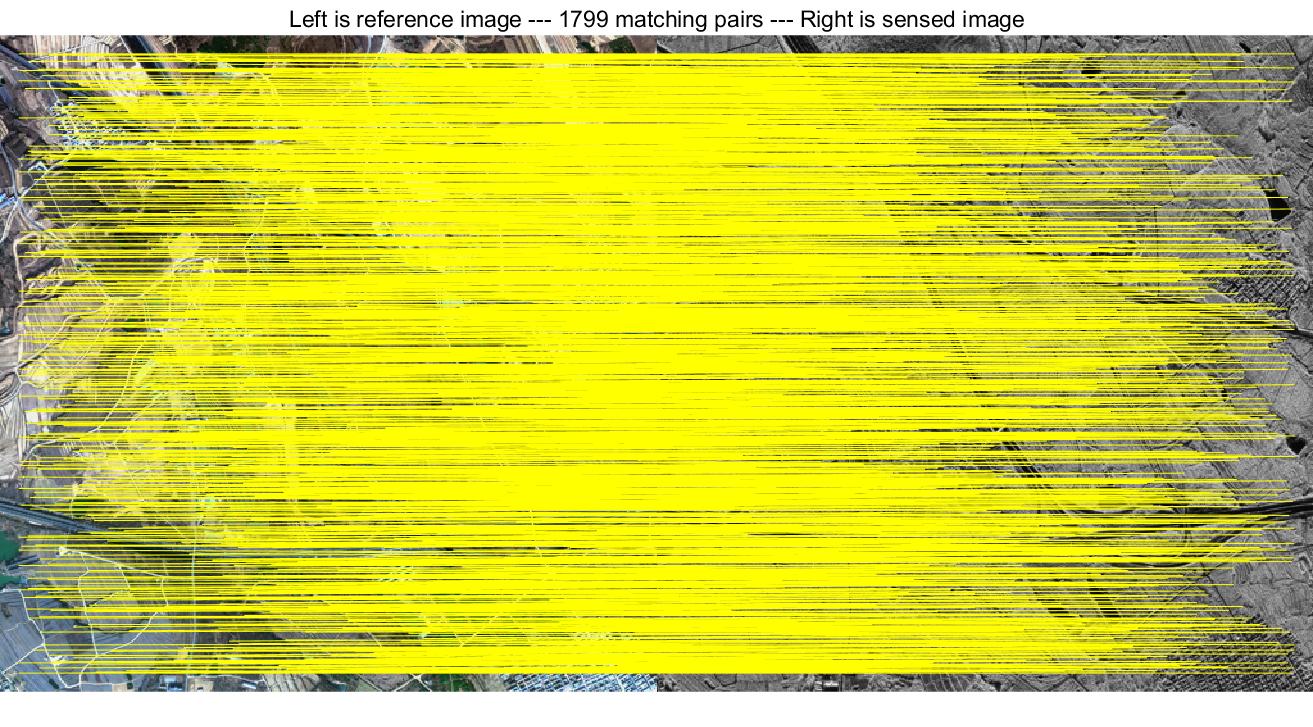 Left is reference image --- 1799 matching pairs --- Right is sensed image